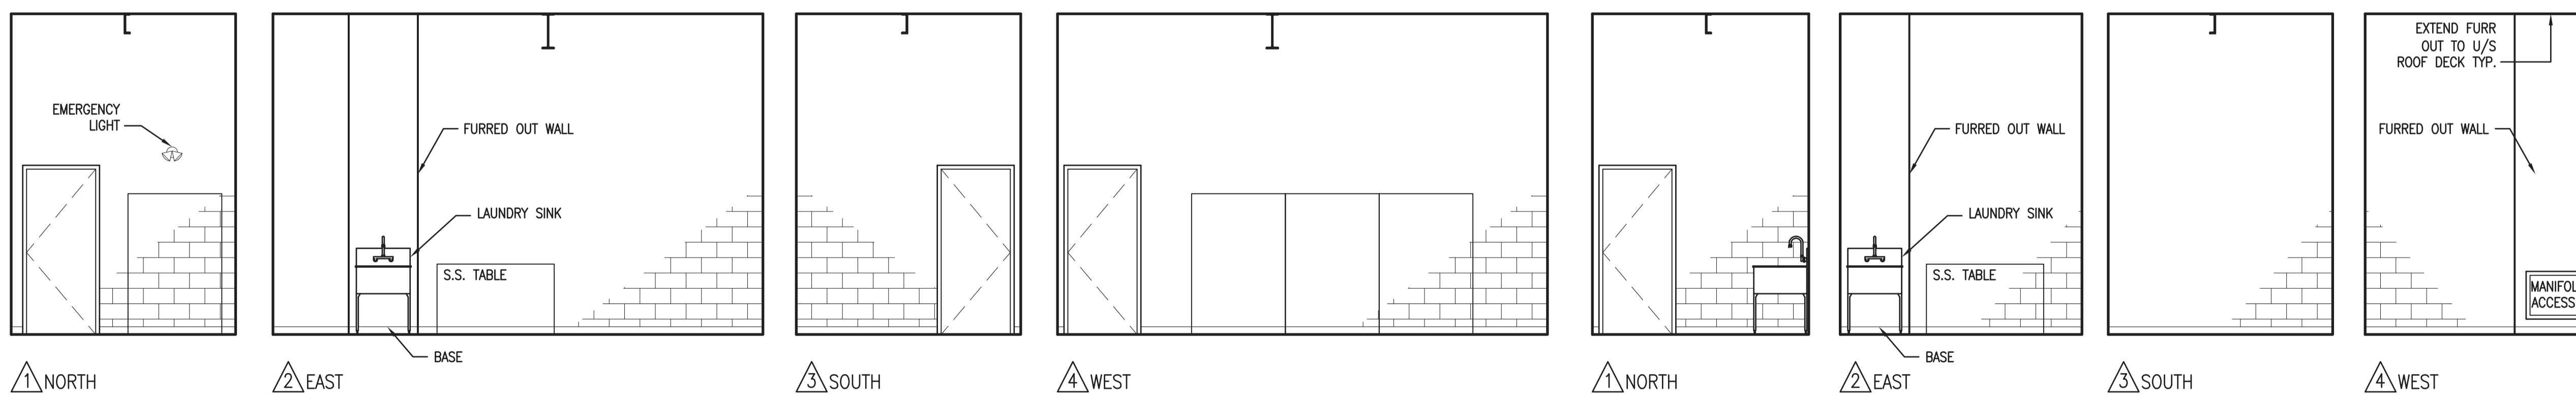 EMERGENCY
LIGHT
1 NORTH
FURRED OUT WALL
LAUNDRY SINK
S.S. TABLE
BASE
2 EAST
3 SOUTH
4 WEST
1 NORTH
FURRED OUT WALL
LAUNDRY SINK
S.S. TABLE
BASE
2 EAST
3 SOUTH
EXTEND FURR
OUT TO U/S
ROOF DECK TYP.
FURRED OUT WALL
MANIFOL
ACCESS
4 WEST